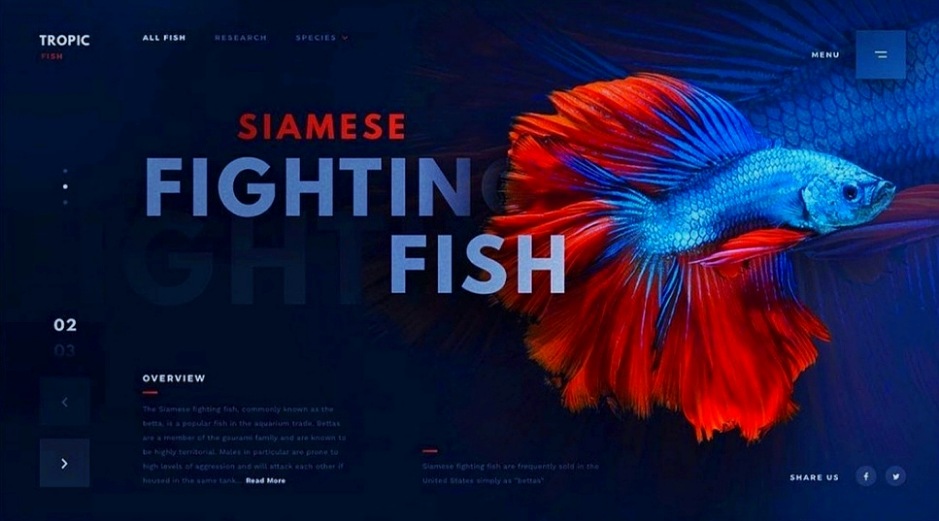 TROPIC
FISH
ALL FISH
RESEARCH
SPECIES
MENU
SIAMESE
FIGHTING
FISH
GHT
02
03
OVERVIEW
The Siamese fighting fish, commonly known as the
betta, is a popular fish in the aquarium trade. Bettas
are a member of the gourami family and are known to
be highly territorial. Males in particular are prone to
high levels of aggression and will attack each other if
housed in the same tank... Read More
Siamese fighting fish are frequently sold in the
United States simply as "bettas"
SHARE US